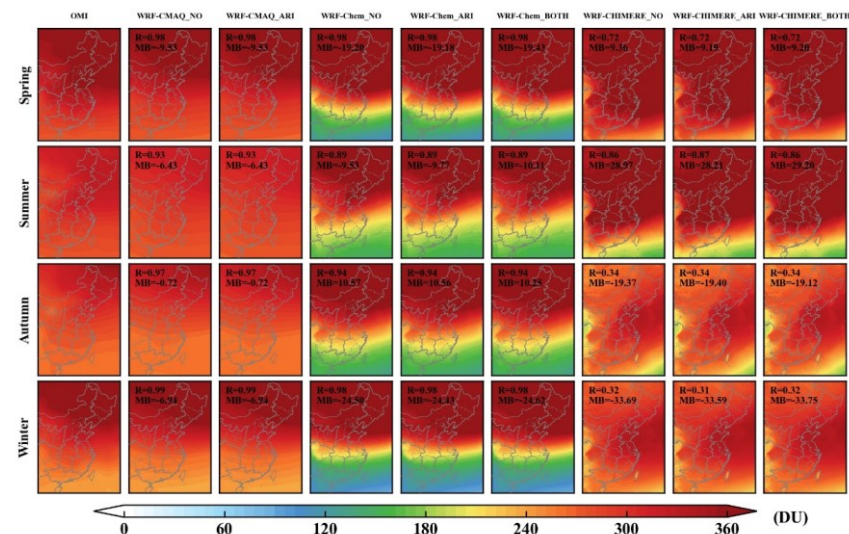 OMI WRF-CMAQ_NO WRF-CMAQ_ARI WRF-Chem_NO WRF-Chem_ARI WRF-Chem_BOTH WRF-CHIMERE_NO WRF-CHIMERE_ARI WRF-CHIMERE_BOTH
Spring
R=0.98 R=0.98 R=0.98 R=0.98 R=0.98 R=0.72 R=0.72 R=0.72
MB=-9.53 MB=-9.53 MB=-19.20 MB=-19.18 MB=-19.43 MB=9.36 MB=9.19 MB=9.20
Summer
R=0.93 R=0.93 R=0.89 R=0.89 R=0.89 R=0.86 R=0.87 R=0.86
MB=-6.43 MB=-6.43 MB=-9.53 MB=-9.77 MB=-10.11 MB=28.97 MB=28.21 MB=29.20
Autumn
R=0.97 R=0.97 R=0.94 R=0.94 R=0.94 R=0.34 R=0.34 R=0.34
MB=-0.72 MB=-0.72 MB=10.57 MB=10.56 MB=10.25 MB=-19.37 MB=-19.40 MB=-19.12
Winter
R=0.99 R=0.99 R=0.98 R=0.98 R=0.98 R=0.32 R=0.31 R=0.32
MB=-6.94 MB=-6.94 MB=-24.50 MB=-24.43 MB=-24.62 MB=-33.69 MB=-33.59 MB=-33.75
0 60 120 180 240 300 360 (DU)